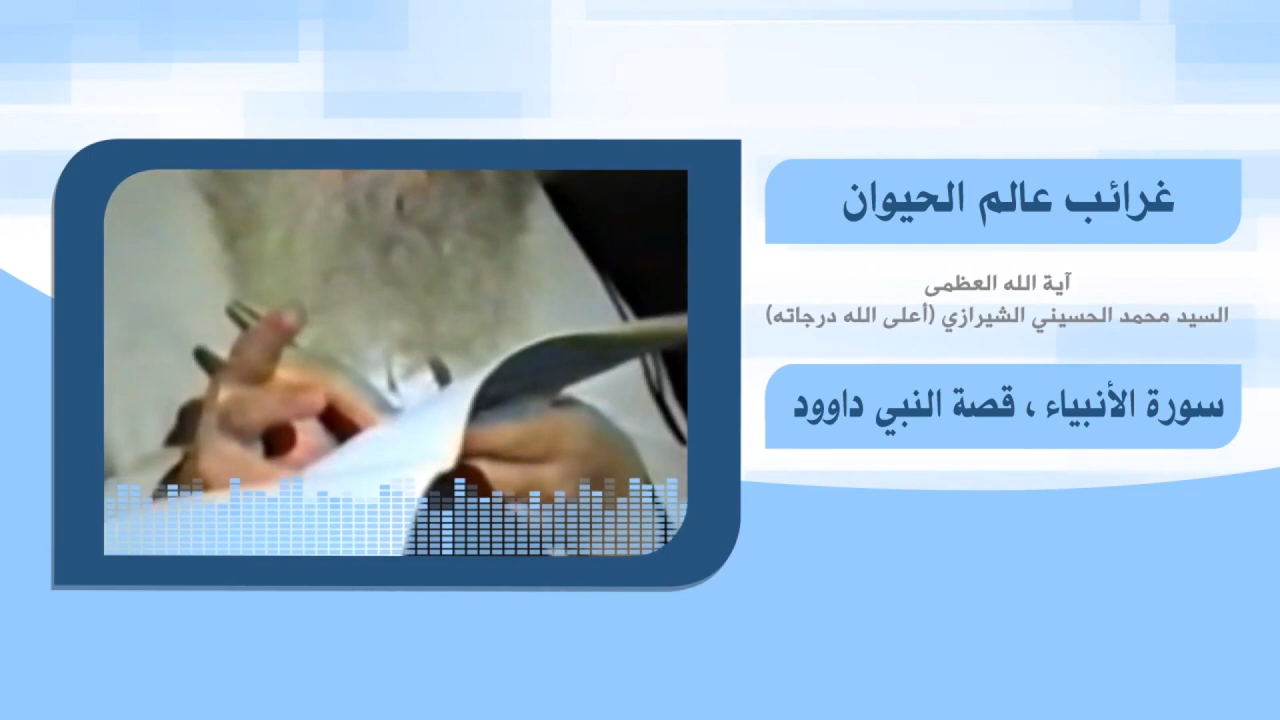 غرائب عالم الحيوان
آية الله العظمى
السيد محمد الحسيني الشيرازي (أعلى الله درجاته)
سورة الأنبياء ، قصة النبي داوود